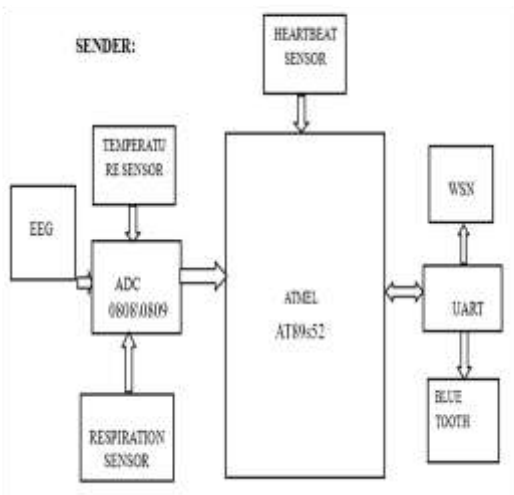 SENDER:
HEARTBEAT
SENSOR
TEMPERATU
RE SENSOR
EEG
ADC
0808\0809
RESPIRATION
SENSOR
ATMEL
AT89s52
WSN
UART
BLUE
TOOTH